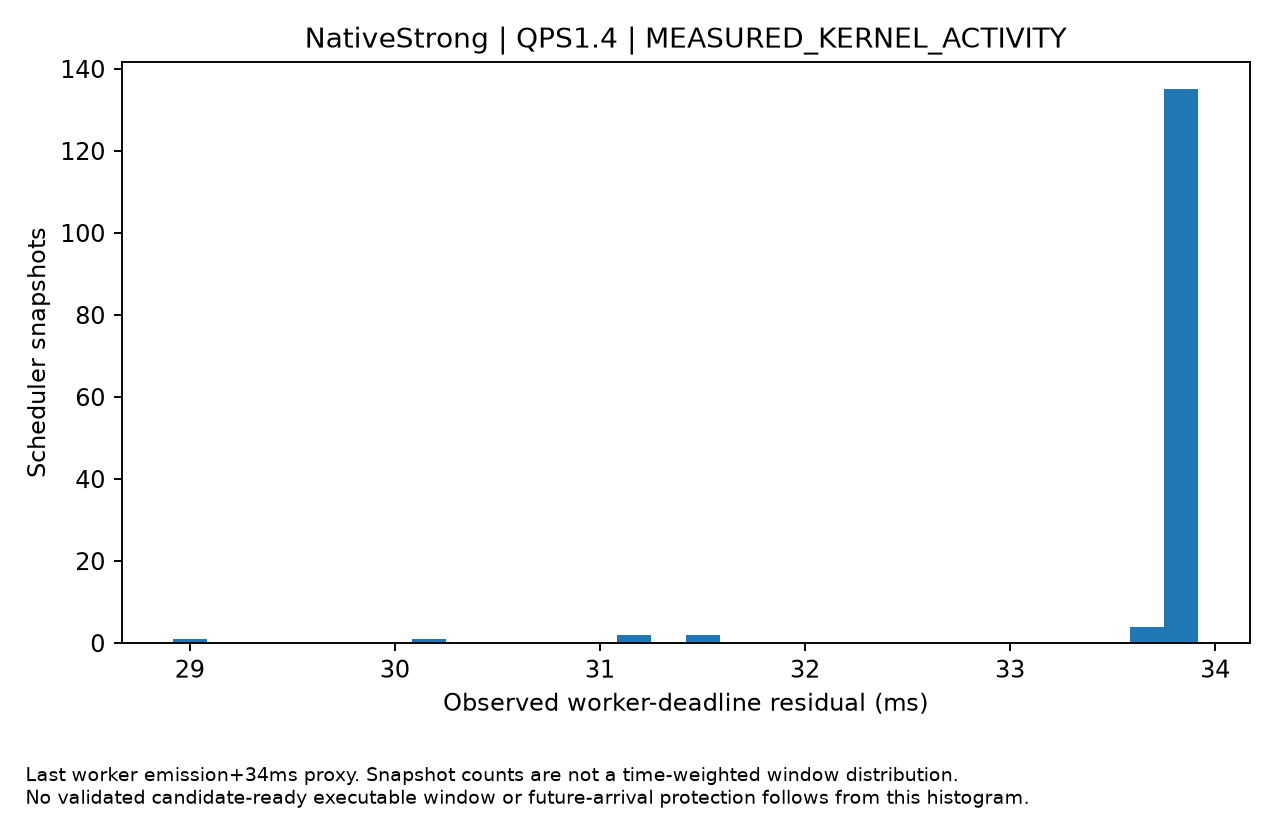 NativeStrong | QPS1.4 | MEASURED_KERNEL_ACTIVITY
140
120
100
80
60
40
20
0
Scheduler snapshots
29 30 31 32 33 34
Observed worker-deadline residual (ms)
Last worker emission+34ms proxy. Snapshot counts are not a time-weighted window distribution.
No validated candidate-ready executable window or future-arrival protection follows from this histogram.